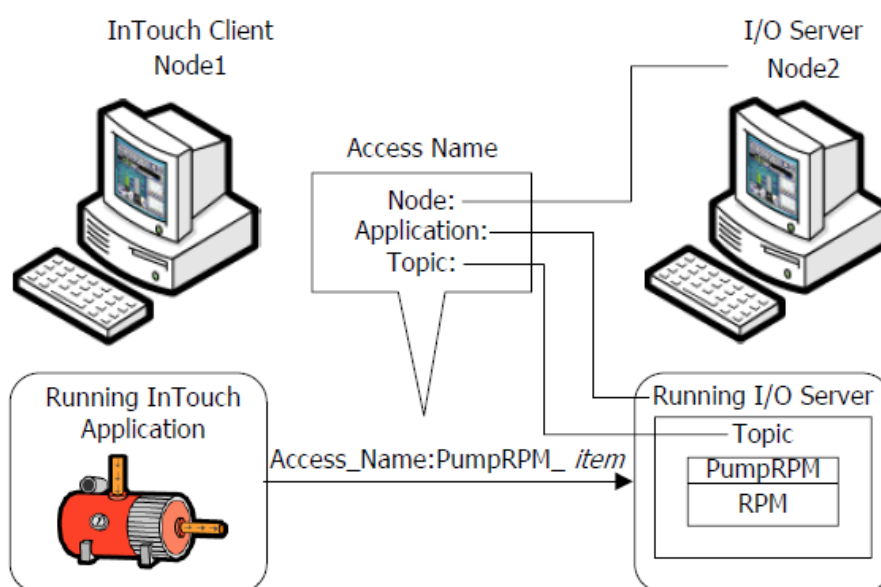 InTouch Client
Node1
I/O Server
Node2
Access Name
Node:
Application:
Topic:
Running InTouch
Application
Access_Name:PumpRPM_ item
Running I/O Server
Topic
PumpRPM
RPM